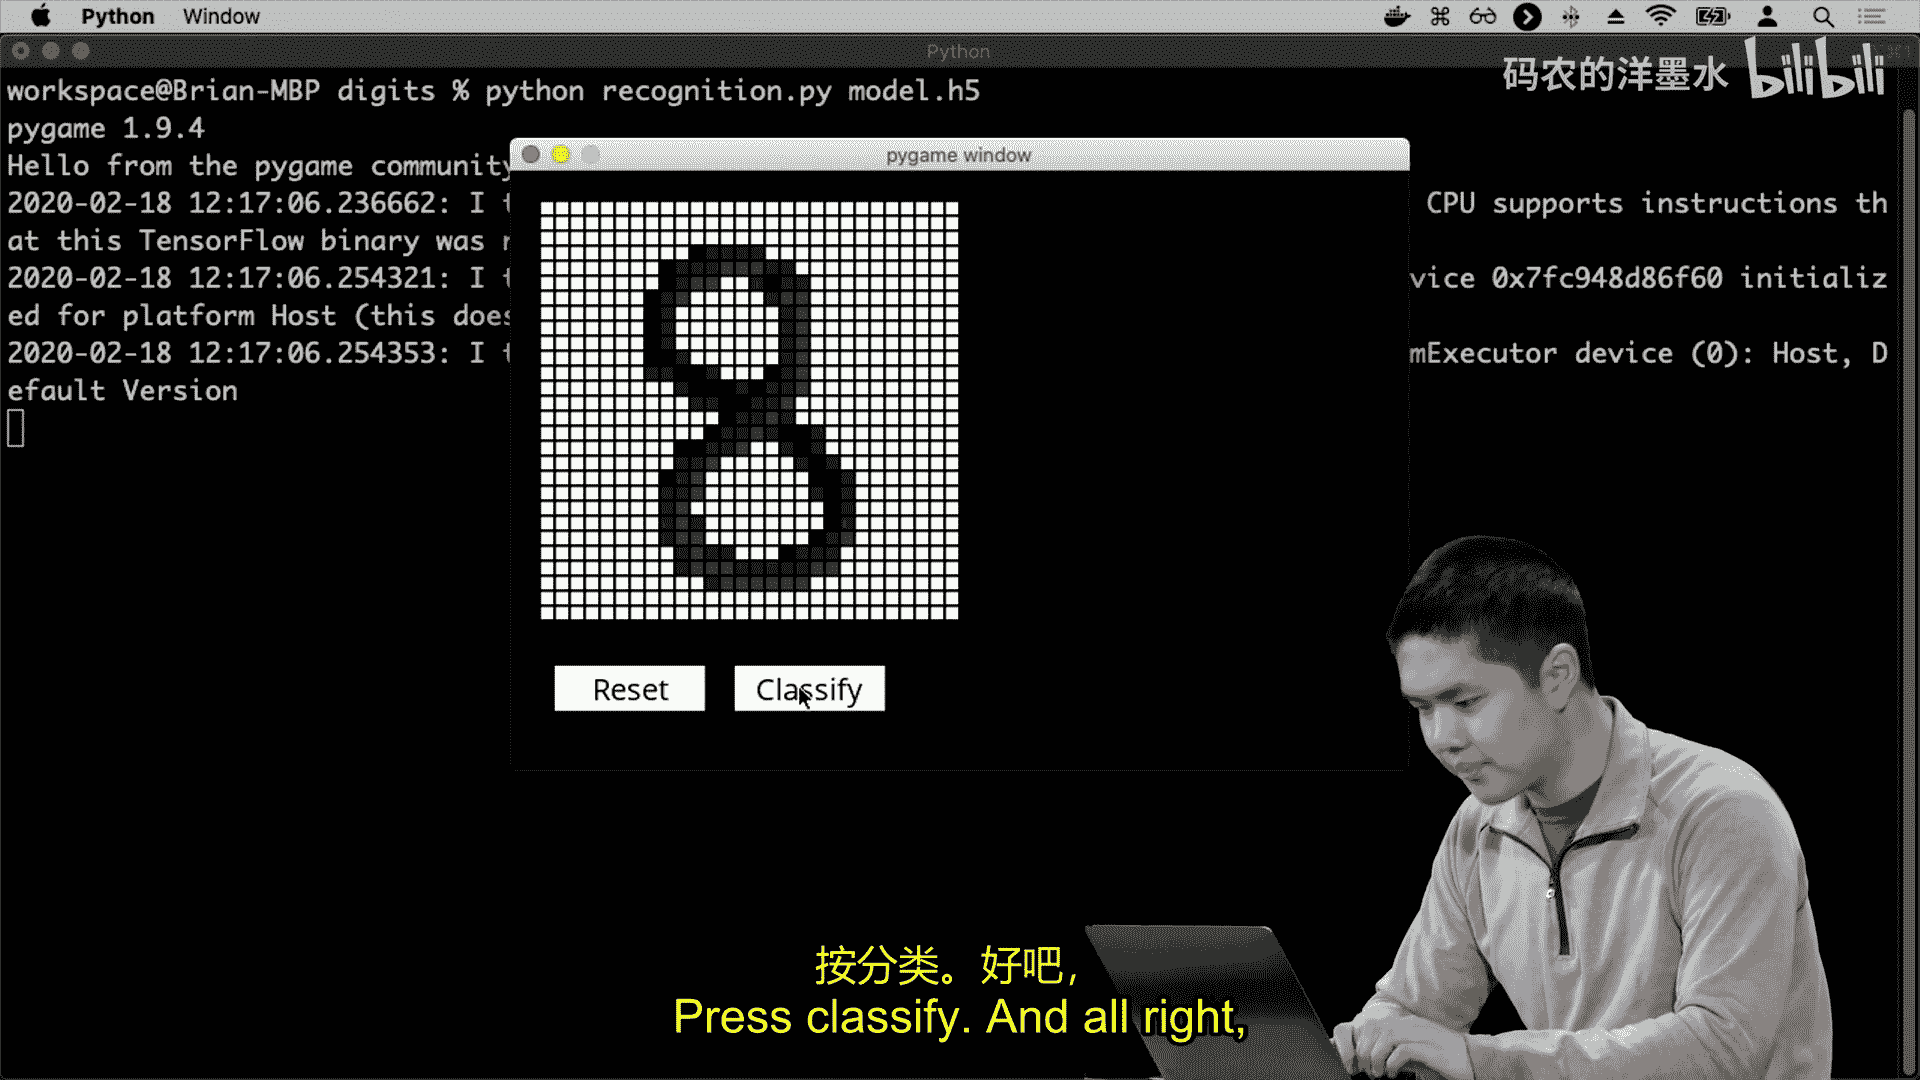 Python Window
Python
码农的洋墨水 bilibili
workspace@Brian-MBP digits % python recognition.py model.h5
pygame 1.9.4
Hello from the pygame community
pygame window
2020-02-18 12:17:06.236662: I t CPU supports instructions th
at this TensorFlow binary was
2020-02-18 12:17:06.254321: I t vice 0x7fc948d86f60 initializ
ed for platform Host (this does
2020-02-18 12:17:06.254353: I t mExecutor device (0): Host, D
efault Version
8
Reset
Classify
按分类。好吧，
Press classify. And all right,